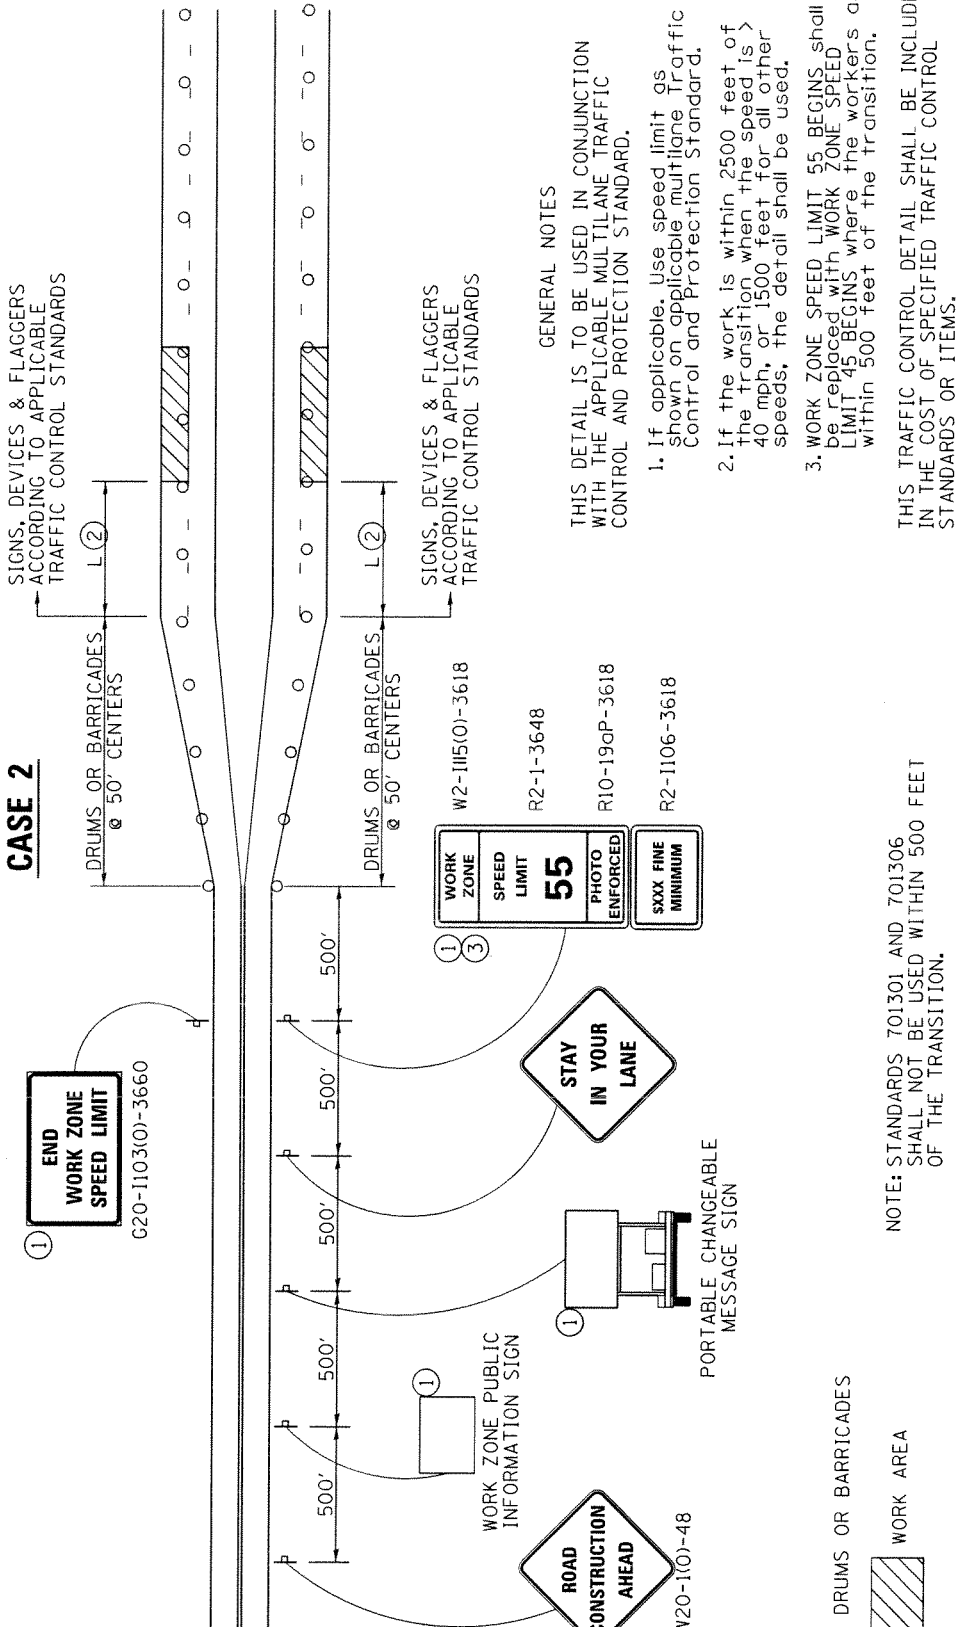 CASE 2
SIGNS, DEVICES & FLAGGERS
ACCORDING TO APPLICABLE
TRAFFIC CONTROL STANDARDS
L 2
DRUMS OR BARRICADES
@ 50' CENTERS
END
WORK ZONE
SPEED LIMIT
1
G20-I103(O)-3660
500'
500'
500'
500'
500'
DRUMS OR BARRICADES
@ 50' CENTERS
L 2
SIGNS, DEVICES & FLAGGERS
ACCORDING TO APPLICABLE
TRAFFIC CONTROL STANDARDS
ROAD
CONSTRUCTION
AHEAD
W20-1(O)-48
1
WORK ZONE PUBLIC
INFORMATION SIGN
1
PORTABLE CHANGEABLE
MESSAGE SIGN
STAY
IN YOUR
LANE
1
3
WORK
ZONE
SPEED
LIMIT
55
PHOTO
ENFORCED
$XXX FINE
MINIMUM
W2-I115(O)-3618
R2-1-3648
R10-19aP-3618
R2-I106-3618
GENERAL NOTES
THIS DETAIL IS TO BE USED IN CONJUNCTION
WITH THE APPLICABLE MULTILANE TRAFFIC
CONTROL AND PROTECTION STANDARD.
1. If applicable. Use speed limit as
shown on applicable multilane Traffic
Control and Protection Standard.
2. If the work is within 2500 feet of
the transition when the speed is >
40 mph, or 1500 feet for all other
speeds, the detail shall be used.
3. WORK ZONE SPEED LIMIT 55 BEGINS shall
be replaced with WORK ZONE SPEED
LIMIT 45 BEGINS where the workers a
within 500 feet of the transition.
THIS TRAFFIC CONTROL DETAIL SHALL BE INCLUD
IN THE COST OF SPECIFIED TRAFFIC CONTROL
STANDARDS OR ITEMS.
DRUMS OR BARRICADES
WORK AREA
NOTE: STANDARDS 701301 AND 701306
SHALL NOT BE USED WITHIN 500 FEET
OF THE TRANSITION.